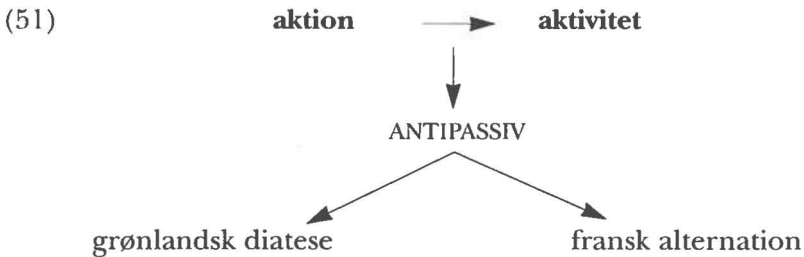 (51) aktion aktivitet
ANTIPASSIV
grønlandsk diatese fransk alternation